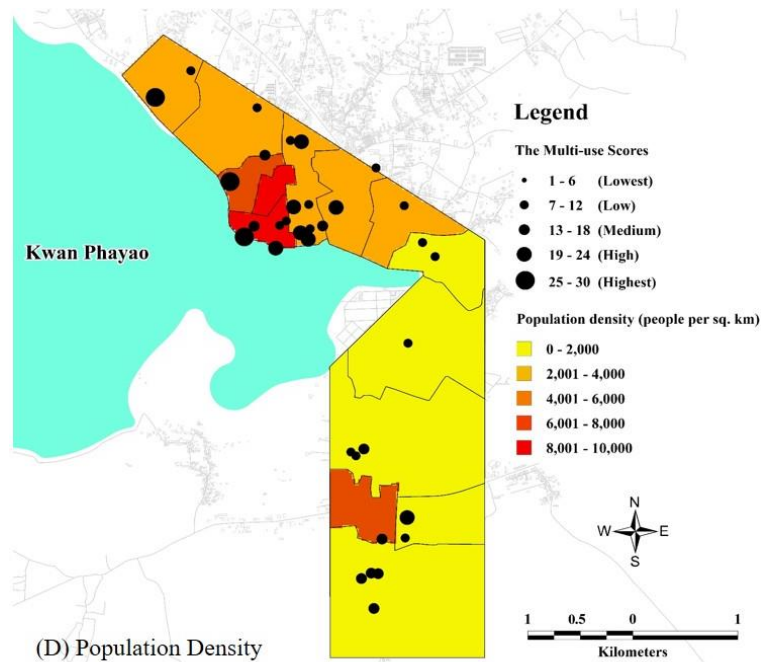 Legend
The Multi-use Scores
1 - 6 (Lowest)
7 - 12 (Low)
13 - 18 (Medium)
19 - 24 (High)
25 - 30 (Highest)
Kwan Phayao
Population density (people per sq. km)
0 - 2,000
2,001 - 4,000
4,001 - 6,000
6,001 - 8,000
8,001 - 10,000
N
W E
S
1 0.5 0 1
Kilometers
(D) Population Density